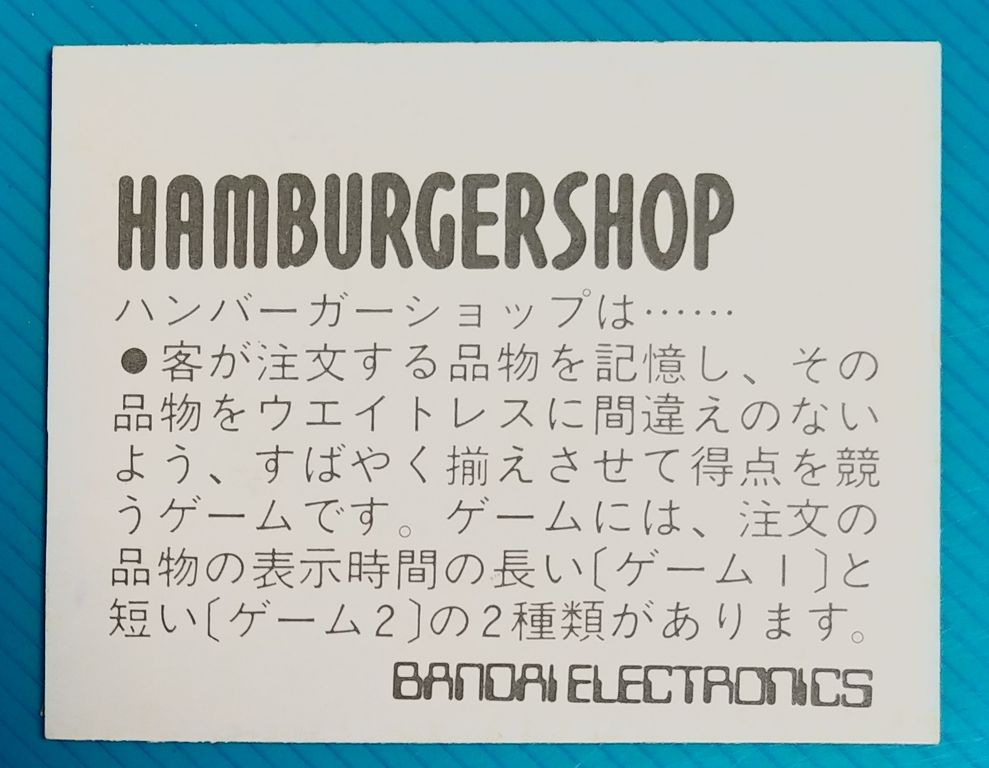 HAMBURGERSHOP
ハンバーガーショップは……
●客が注文する品物を記憶し、その
品物をウエイトレスに間違えのない
よう、すばやく揃えさせて得点を競
うゲームです。ゲームには、注文の
品物の表示時間の長い〔ゲーム1〕と
短い〔ゲーム2〕の2種類があります。
BANDAI ELECTRONICS